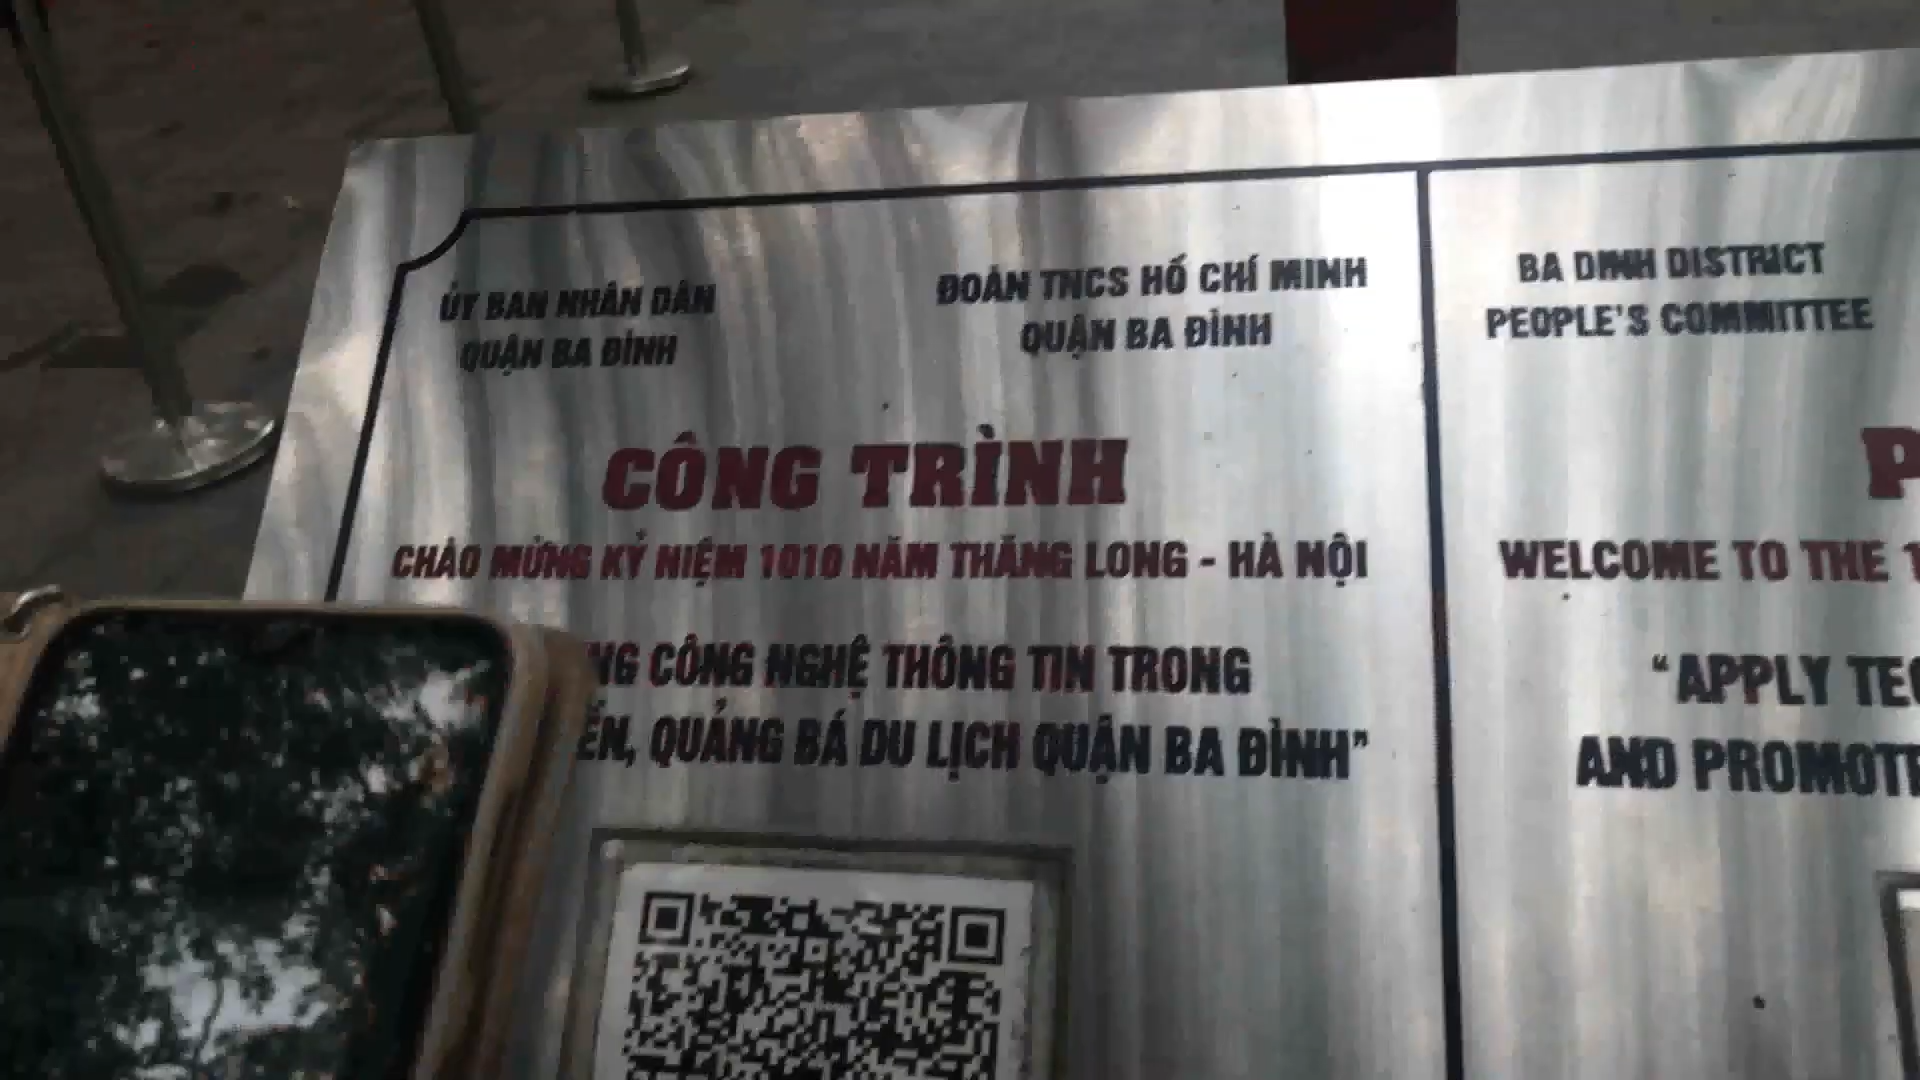 ỦY BAN NHÂN DÂN
QUẬN BA ĐÌNH
ĐOÀN TNCS HỒ CHÍ MINH
QUẬN BA ĐÌNH
CÔNG TRÌNH
CHÀO MỪNG KỶ NIỆM 1010 NĂM THĂNG LONG - HÀ NỘI
CÔNG NGHỆ THÔNG TIN TRONG
QUẢNG BÁ DU LỊCH QUẬN BA ĐÌNH”
BA DINH DISTRICT
PEOPLE'S COMMITTEE
WELCOME TO THE
“APPLY
AND